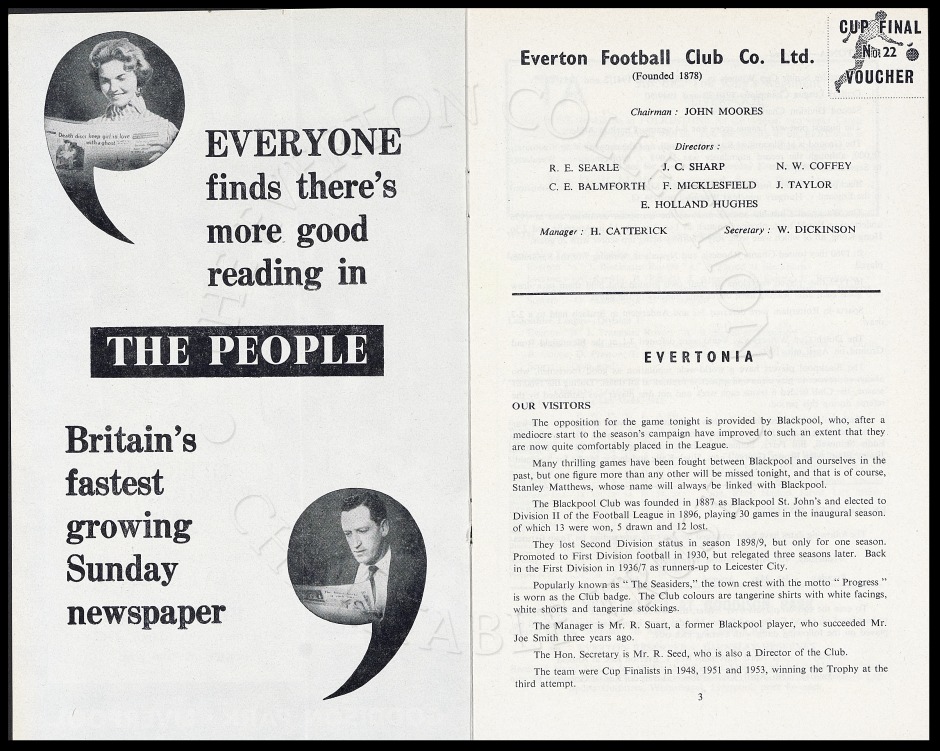 Death discs keep girl in love
with a ghost
EVERYONE
finds there's
more good
reading in
THE PEOPLE
Britain's
fastest
growing
Sunday
newspaper
CUP FINAL
22
VOUCHER
Everton Football Club Co. Ltd.
(Founded 1878)
Chairman : JOHN MOORES
Directors :
R. E. SEARLE J. C. SHARP N. W. COFFEY
C. E. BALMFORTH F. MICKLESFIELD J. TAYLOR
E. HOLLAND HUGHES
Manager : H. CATTERICK Secretary : W. DICKINSON
EVERTONIA
OUR VISITORS
The opposition for the game tonight is provided by Blackpool, who, after a
mediocre start to the season's campaign have improved to such an extent that they
are now quite comfortably placed in the League.
Many thrilling games have been fought between Blackpool and ourselves in the
past, but one figure more than any other will be missed tonight, and that is of course,
Stanley Matthews, whose name will always be linked with Blackpool.
The Blackpool Club was founded in 1887 as Blackpool St. John's and elected to
Division II of the Football League in 1896, playing 30 games in the inaugural season.
of which 13 were won, 5 drawn and 12 lost.
They lost Second Division status in season 1898/9, but only for one season.
Promoted to First Division football in 1930, but relegated three seasons later. Back
in the First Division in 1936/7 as runners-up to Leicester City.
Popularly known as " The Seasiders," the town crest with the motto " Progress "
is worn as the Club badge. The Club colours are tangerine shirts with white facings,
white shorts and tangerine stockings.
The Manager is Mr. R. Suart, a former Blackpool player, who succeeded Mr.
Joe Smith three years ago.
The Hon. Secretary is Mr. R. Seed, who is also a Director of the Club.
The team were Cup Finalists in 1948, 1951 and 1953, winning the Trophy at the
third attempt.
3